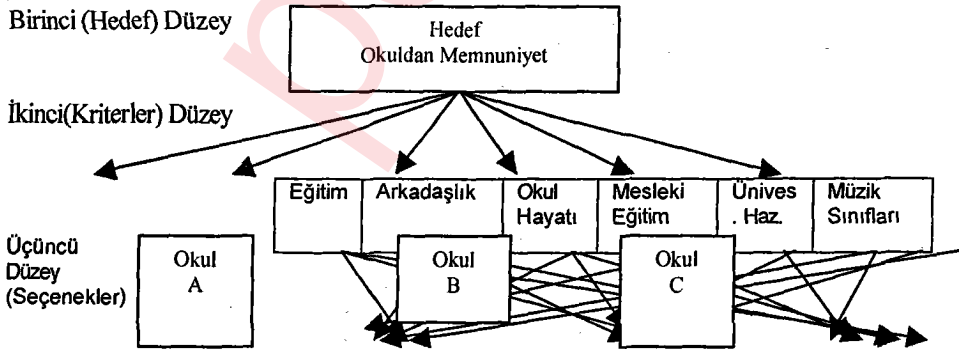 Birinci (Hedef) Düzey
Hedef
Okuldan Memnuniyet
İkinci(Kriterler) Düzey
Eğitim
Arkadaşlık
Okul
Hayatı
Mesleki
Eğitim
Ünives
. Haz.
Müzik
Sınıfları
Üçüncü
Düzey
(Seçenekler)
Okul
A
Okul
B
Okul
C